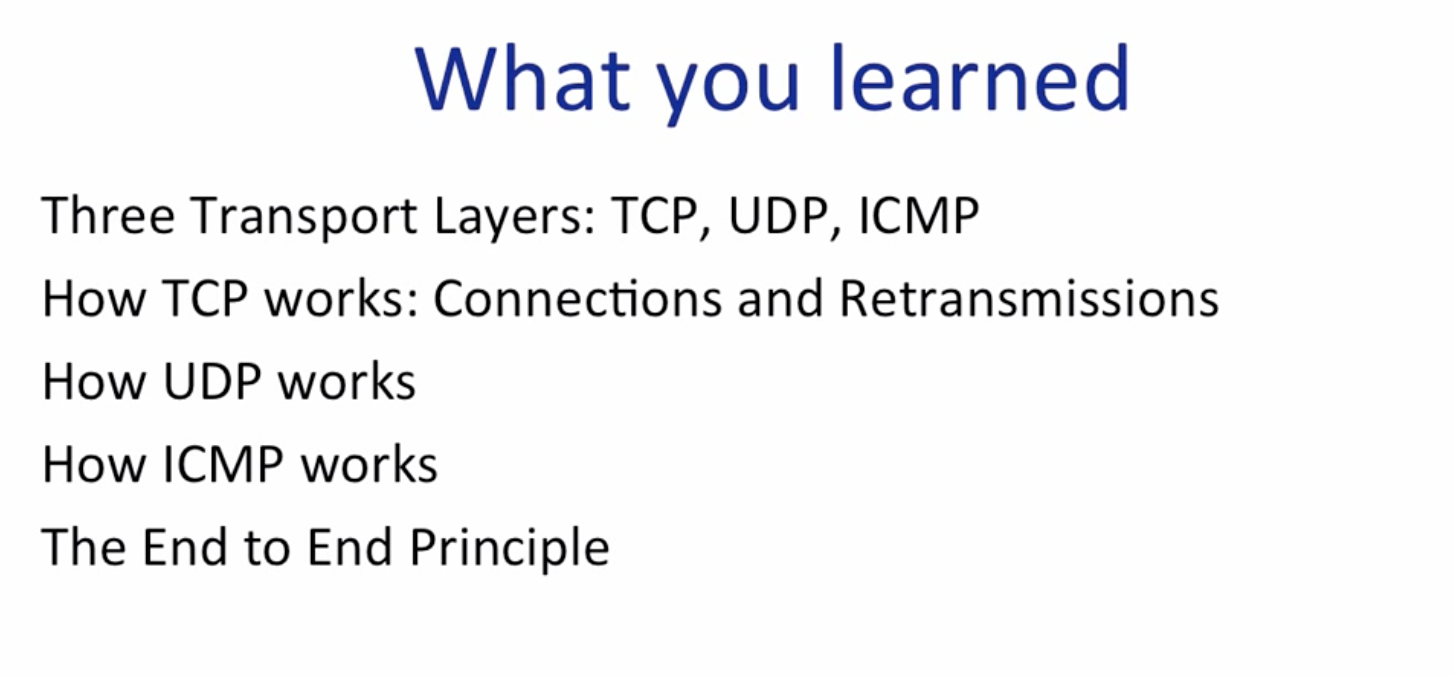 What you learned
Three Transport Layers: TCP, UDP, ICMP
How TCP works: Connections and Retransmissions
How UDP works
How ICMP works
The End to End Principle